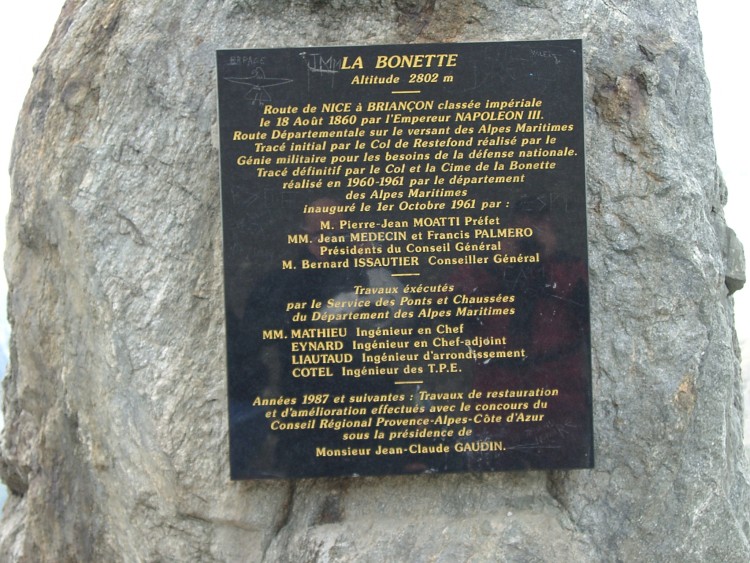 LA BONETTE
Altitude 2802 m
Route de NICE à BRIANÇON classée impériale
le 18 Août 1860 par l'Empereur NAPOLEON III.
Route Départementale sur le versant des Alpes Maritimes
Tracé initial par le Col de Restefond réalisé par le
Génie militaire pour les besoins de la défense nationale.
Tracé définitif par le Col et la Cime de la Bonette
réalisé en 1960-1961 par le département
des Alpes Maritimes
inauguré le 1er Octobre 1961 par :
M. Pierre-Jean MOATTI Préfet
MM. Jean MEDECIN et Francis PALMERO
Présidents du Conseil Général
M. Bernard ISSAUTIER Conseiller Général
Travaux éxécutés
par le Service des Ponts et Chaussées
du Département des Alpes Maritimes
MM. MATHIEU Ingénieur en Chef
EYNARD Ingénieur en Chef-adjoint
LIAUTAUD Ingénieur d'arrondissement
COTEL Ingénieur des T.P.E.
Années 1987 et suivantes : Travaux de restauration
et d'amélioration effectués avec le concours du
Conseil Régional Provence-Alpes-Côte d'Azur
sous la présidence de
Monsieur Jean-Claude GAUDIN.